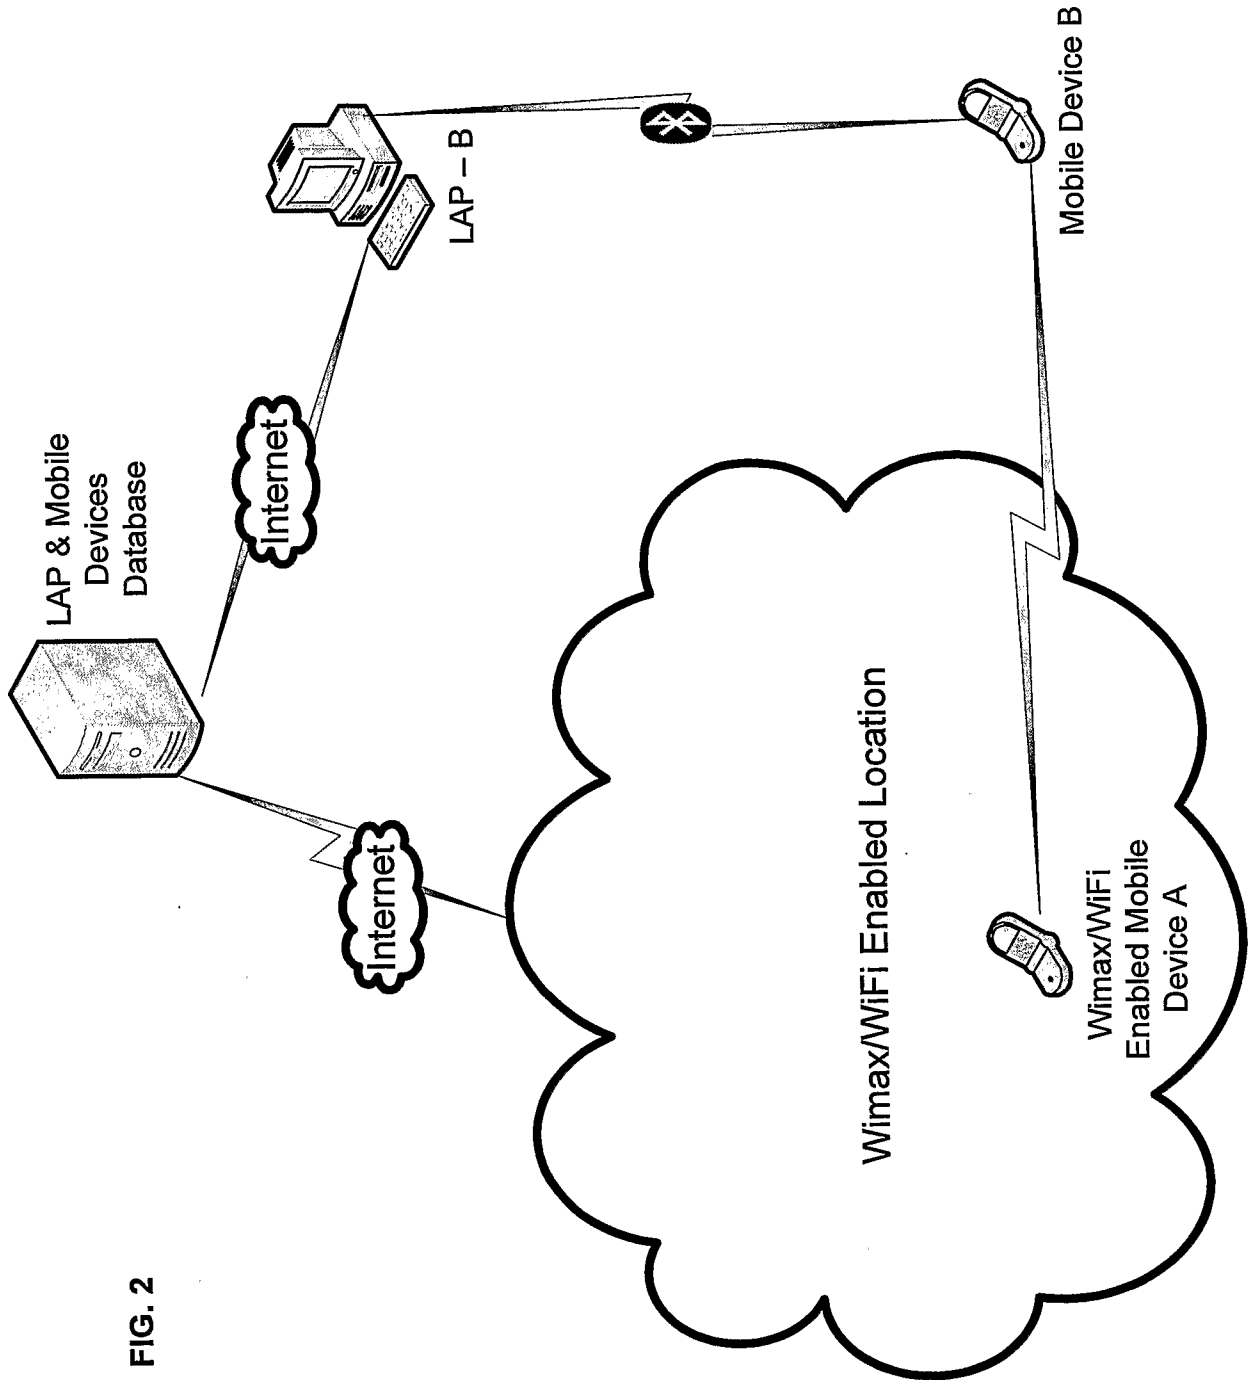 FIG. 2
LAP & Mobile
Devices
Database
Internet
Internet
LAP – B
Wimax/WiFi Enabled Location
Wimax/WiFi
Enabled Mobile
Device A
Mobile Device B